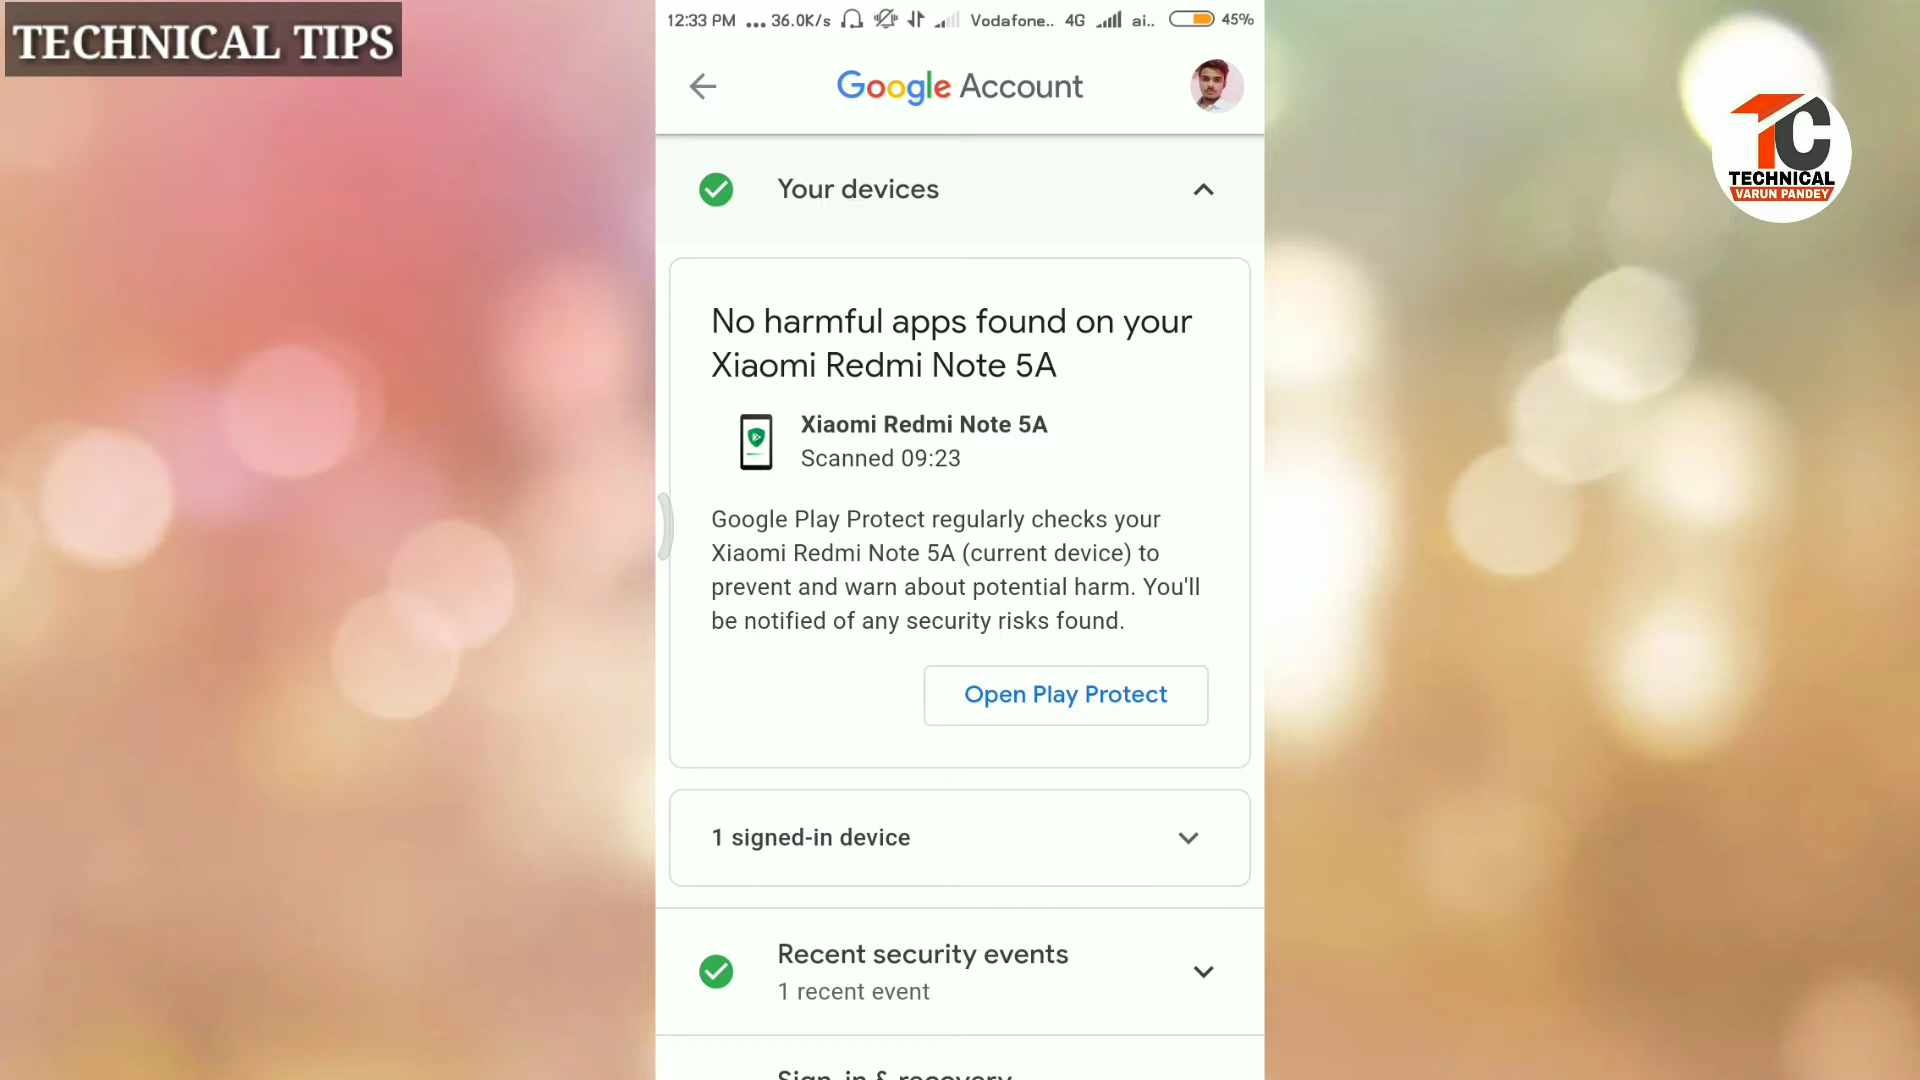 TECHNICAL TIPS
12:33 PM ... 36.0K/s Vodafone.. 4G ai.. 45%
Google Account
TC
TECHNICAL
VARUN PANDEY
Your devices
No harmful apps found on your
Xiaomi Redmi Note 5A
Xiaomi Redmi Note 5A
Scanned 09:23
Google Play Protect regularly checks your
Xiaomi Redmi Note 5A (current device) to
prevent and warn about potential harm. You'll
be notified of any security risks found.
Open Play Protect
1 signed-in device
Recent security events
1 recent event
Sign-in & recovery